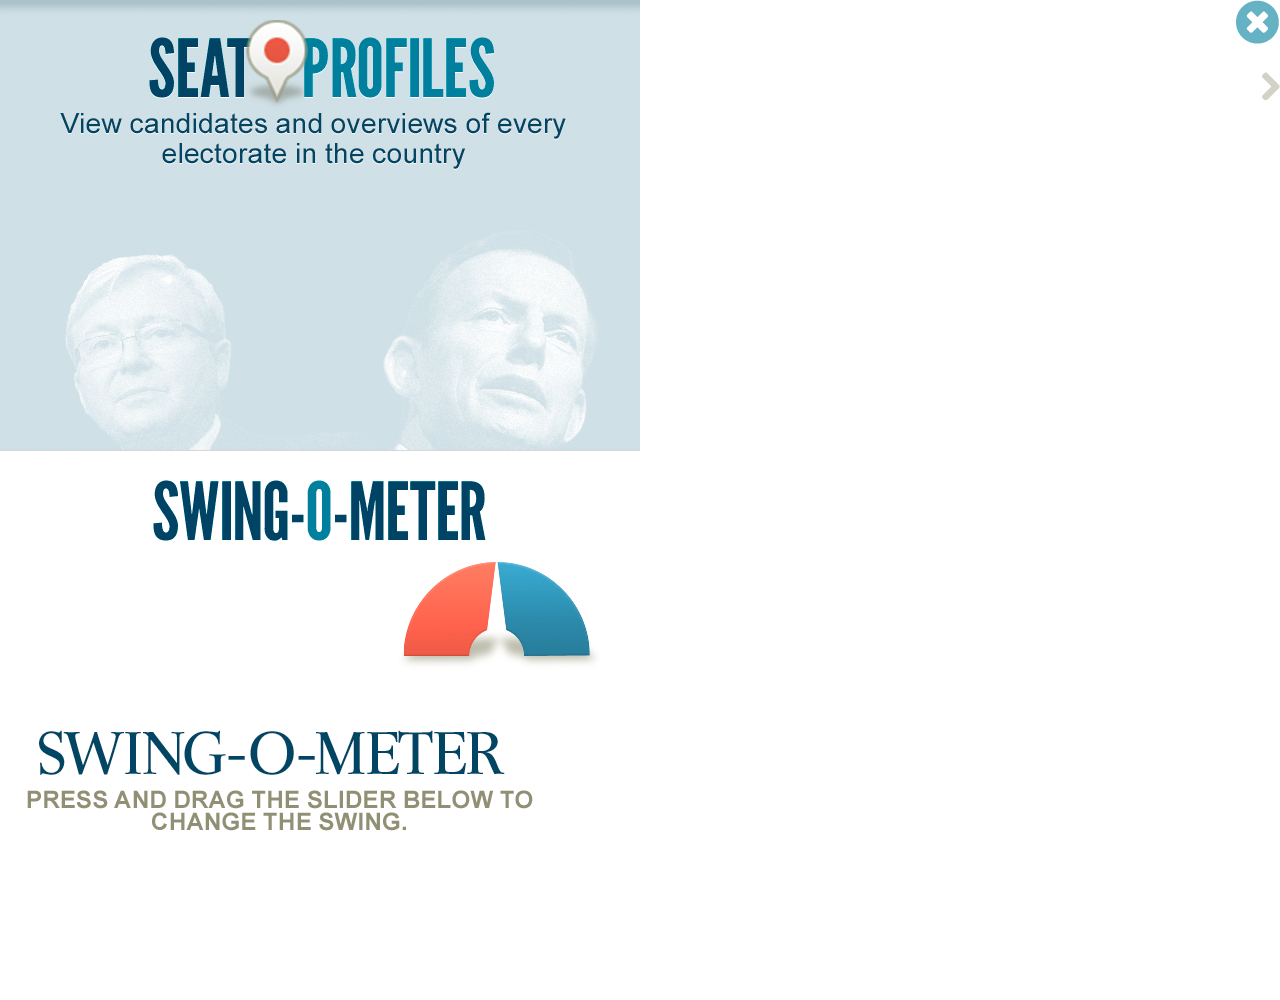 SEAT PROFILES
View candidates and overviews of every
electorate in the country
SWING-O-METER
SWING-O-METER
PRESS AND DRAG THE SLIDER BELOW TO
CHANGE THE SWING.